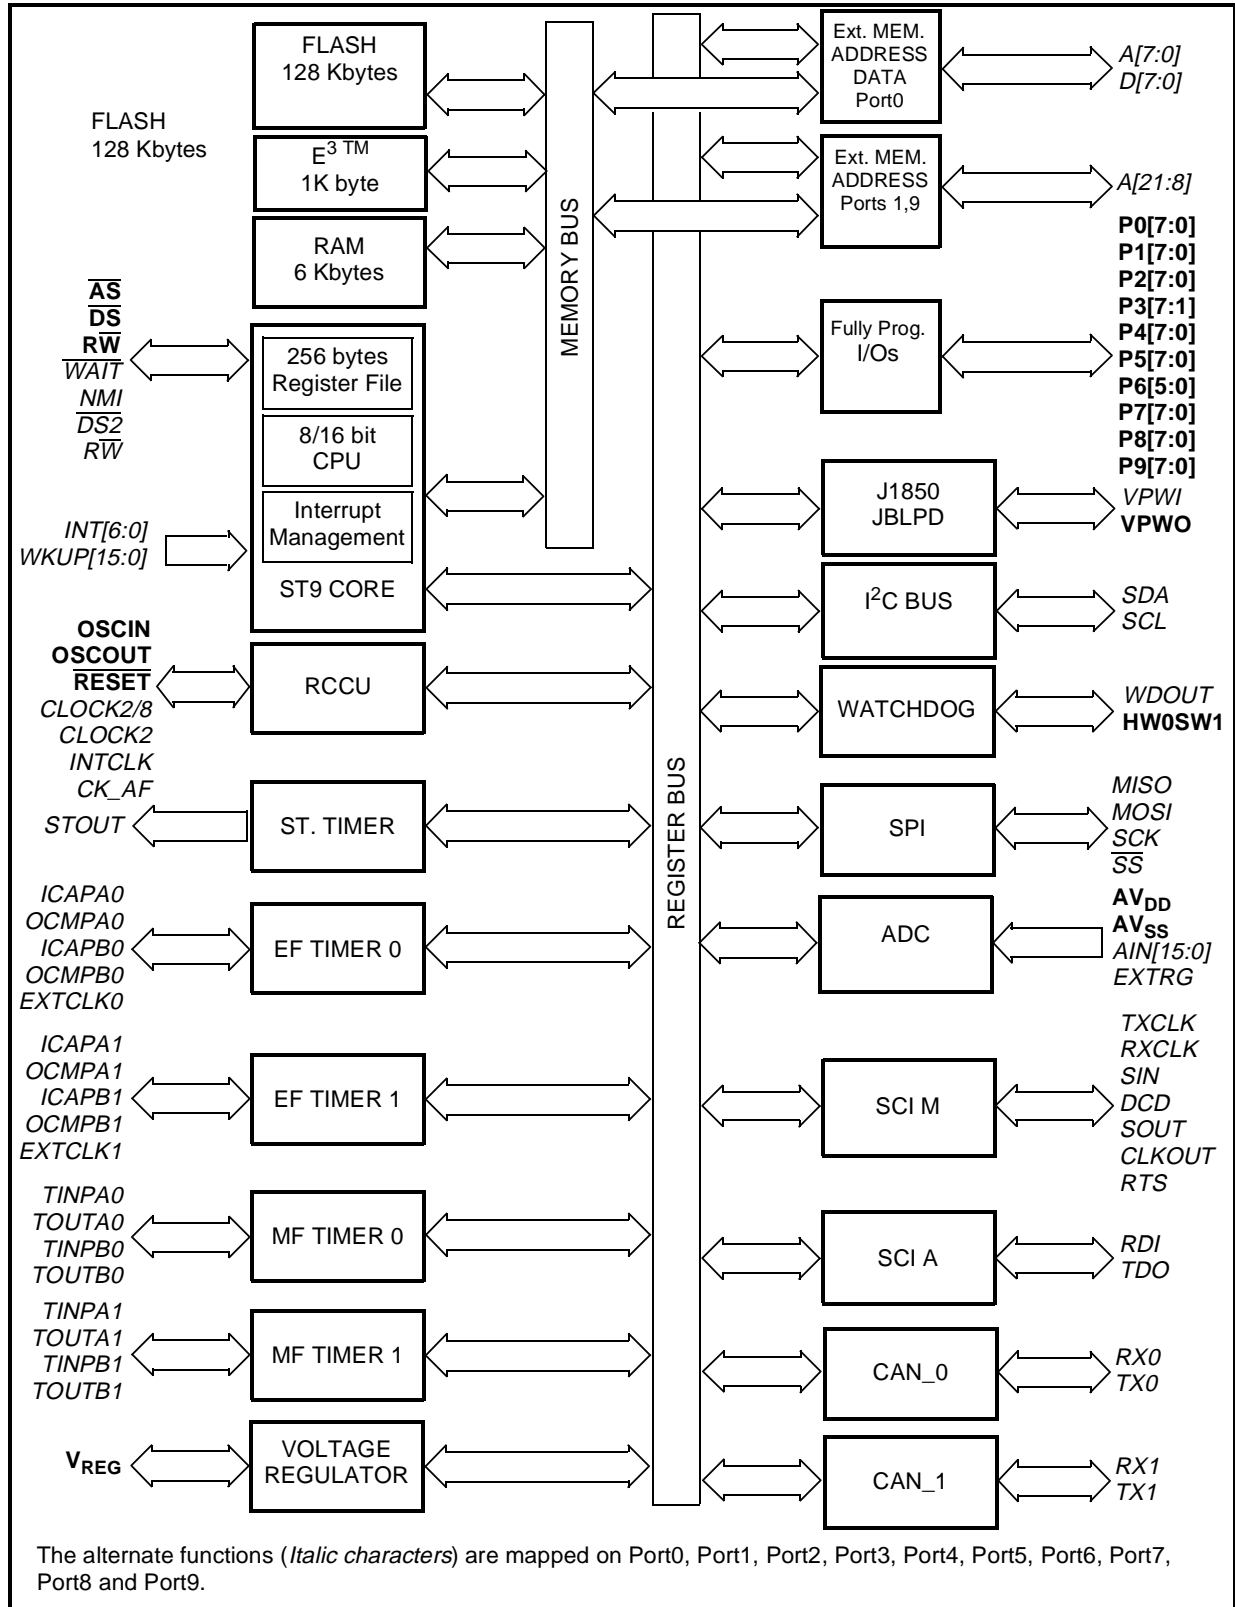 FLASH
128 Kbytes
FLASH
128 Kbytes
E3 TM
1K byte
RAM
6 Kbytes
AS
DS
RW
WAIT
NMI
DS2
RW
256 bytes
Register File
8/16 bit
CPU
Interrupt
Management
ST9 CORE
INT[6:0]
WKUP[15:0]
OSCIN
OSCOUT
RESET
CLOCK2/8
CLOCK2
INTCLK
CK_AF
RCCU
STOUT
ST. TIMER
ICAPA0
OCMPA0
ICAPB0
OCMPB0
EXTCLK0
EF TIMER 0
ICAPA1
OCMPA1
ICAPB1
OCMPB1
EXTCLK1
EF TIMER 1
TINPA0
TOUTA0
TINPB0
TOUTB0
MF TIMER 0
TINPA1
TOUTA1
TINPB1
TOUTB1
MF TIMER 1
VREG
VOLTAGE
REGULATOR
MEMORY BUS
REGISTER BUS
Ext. MEM.
ADDRESS
DATA
Port0
A[7:0]
D[7:0]
Ext. MEM.
ADDRESS
Ports 1,9
A[21:8]
Fully Prog.
I/Os
P0[7:0]
P1[7:0]
P2[7:0]
P3[7:1]
P4[7:0]
P5[7:0]
P6[5:0]
P7[7:0]
P8[7:0]
P9[7:0]
J1850
JBLPD
VPWI
VPWO
I2C BUS
SDA
SCL
WATCHDOG
WDOUT
HW0SW1
SPI
MISO
MOSI
SCK
SS
ADC
AVDD
AVSS
AIN[15:0]
EXTRG
SCI M
TXCLK
RXCLK
SIN
DCD
SOUT
CLKOUT
RTS
SCI A
RDI
TDO
CAN_0
RX0
TX0
CAN_1
RX1
TX1
The alternate functions (Italic characters) are mapped on Port0, Port1, Port2, Port3, Port4, Port5, Port6, Port7,
Port8 and Port9.